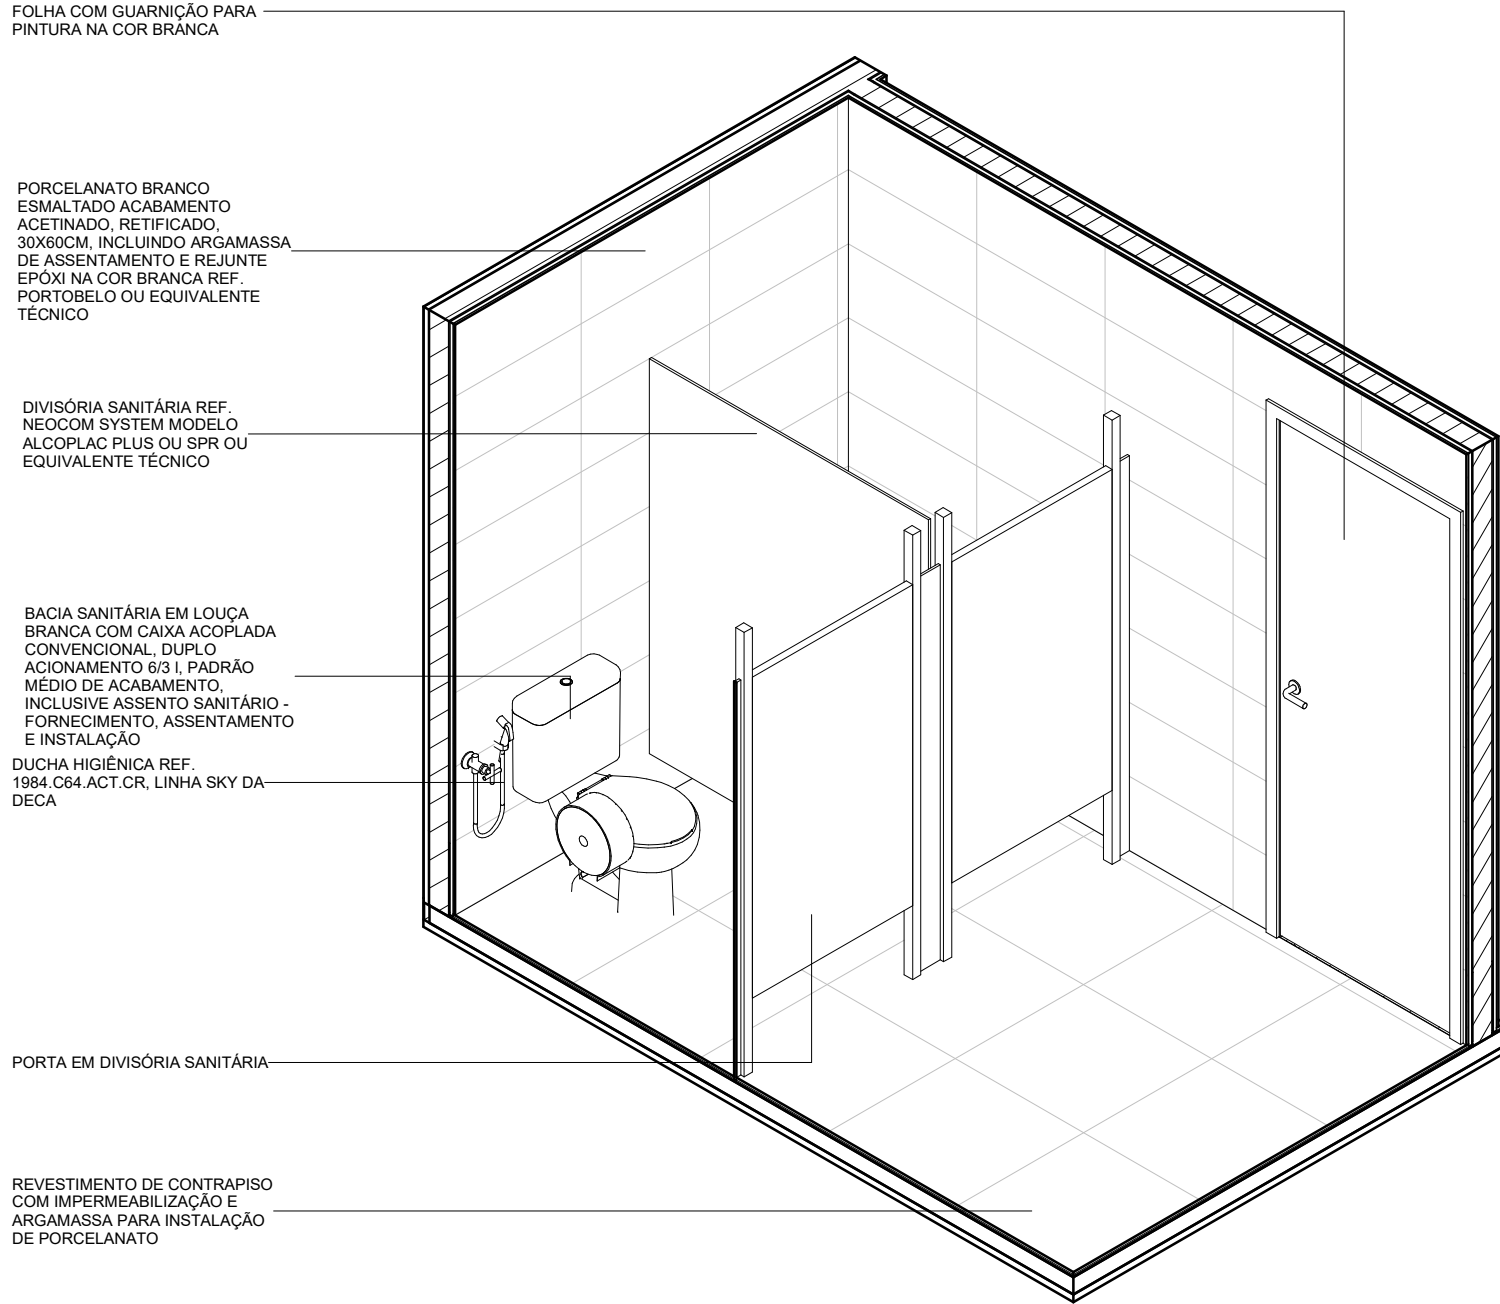 FOLHA COM GUARNIÇÃO PARA
PINTURA NA COR BRANCA
PORCELANATO BRANCO
ESMALTADO ACABAMENTO
ACETINADO, RETIFICADO,
30X60CM, INCLUINDO ARGAMASSA
DE ASSENTAMENTO E REJUNTE
EPÓXI NA COR BRANCA REF.
PORTOBELO OU EQUIVALENTE
TÉCNICO
DIVISÓRIA SANITÁRIA REF.
NEOCOM SYSTEM MODELO
ALCOPLAC PLUS OU SPR OU
EQUIVALENTE TÉCNICO
BACIA SANITÁRIA EM LOUÇA
BRANCA COM CAIXA ACOPLADA
CONVENCIONAL, DUPLO
ACIONAMENTO 6/3 l, PADRÃO
MÉDIO DE ACABAMENTO,
INCLUSIVE ASSENTO SANITÁRIO -
FORNECIMENTO, ASSENTAMENTO
E INSTALAÇÃO
DUCHA HIGIÊNICA REF.
1984.C64.ACT.CR, LINHA SKY DA
DECA
PORTA EM DIVISÓRIA SANITÁRIA
REVESTIMENTO DE CONTRAPISO
COM IMPERMEABILIZAÇÃO E
ARGAMASSA PARA INSTALAÇÃO
DE PORCELANATO